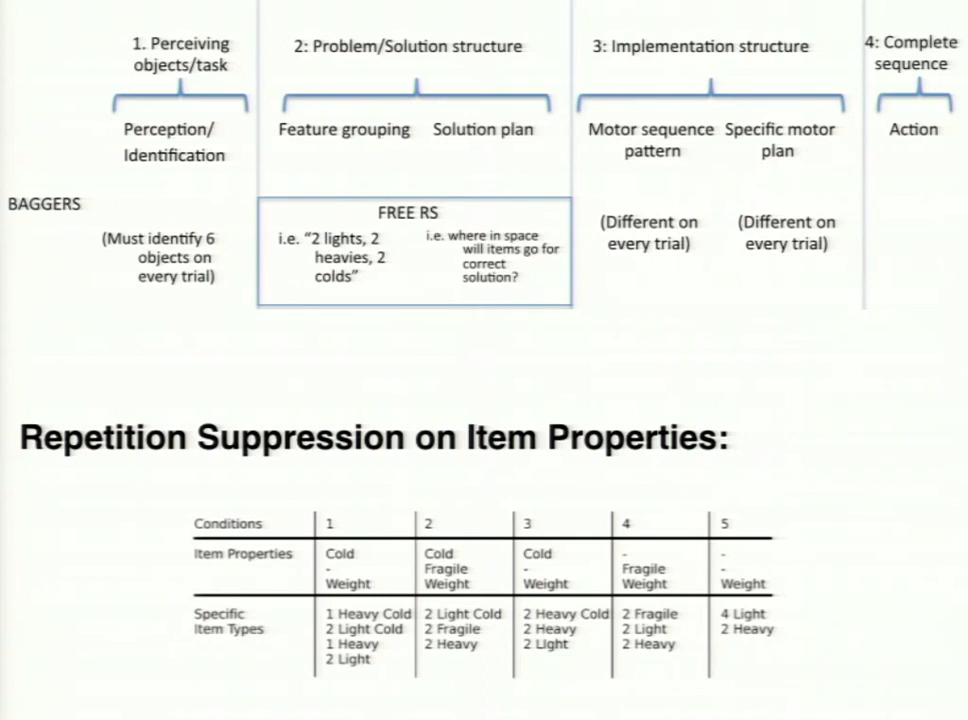 1. Perceiving
objects/task
2: Problem/Solution structure
3: Implementation structure
4: Complete
sequence
Perception/
Identification
Feature grouping
Solution plan
Motor sequence
pattern
Specific motor
plan
Action
BAGGERS
(Must identify 6
objects on
every trial)
FREE RS
i.e. “2 lights, 2
heavies, 2
colds”
i.e. where in space
will items go for
correct
solution?
(Different on
every trial)
(Different on
every trial)
Repetition Suppression on Item Properties:
Conditions 1 2 3 4 5
Item Properties Cold Cold Cold - -
- Fragile - Fragile -
Weight Weight Weight Weight Weight
Specific 1 Heavy Cold 2 Light Cold 2 Heavy Cold 2 Fragile 4 Light
Item Types 2 Light Cold 2 Fragile 2 Heavy 2 Light 2 Heavy
1 Heavy 2 Heavy 2 Light 2 Heavy
2 Light